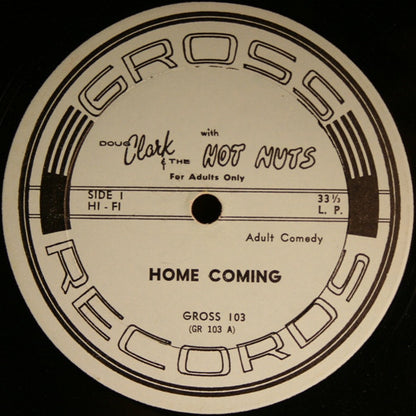 GROSS
with
DOUG Clark & THE HOT NUTS
For Adults Only
SIDE 1
HI - FI
33 1/3
L. P.
Adult Comedy
HOME COMING
GROSS 103
(GR 103 A)
RECORDS